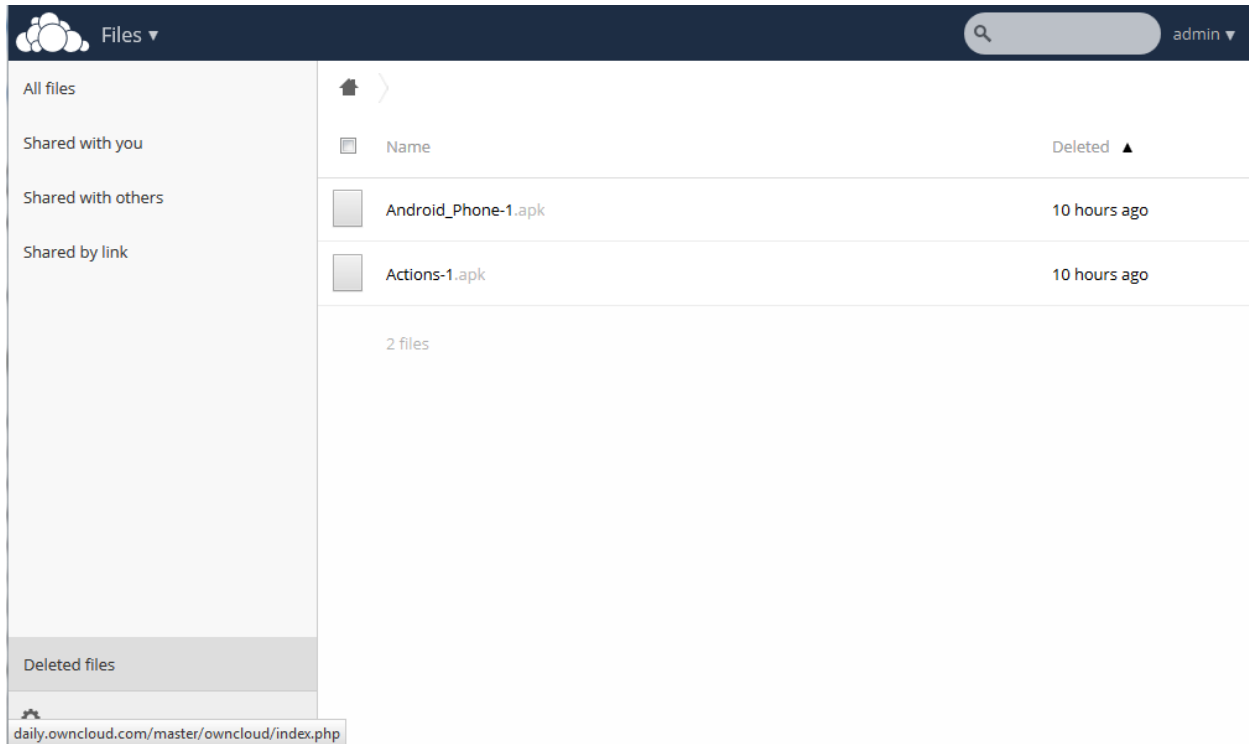 Files ▾
admin ▾
All files
Shared with you
Shared with others
Shared by link
Name Deleted ▲
Android_Phone-1.apk 10 hours ago
Actions-1.apk 10 hours ago
2 files
Deleted files
daily.owncloud.com/master/owncloud/index.php